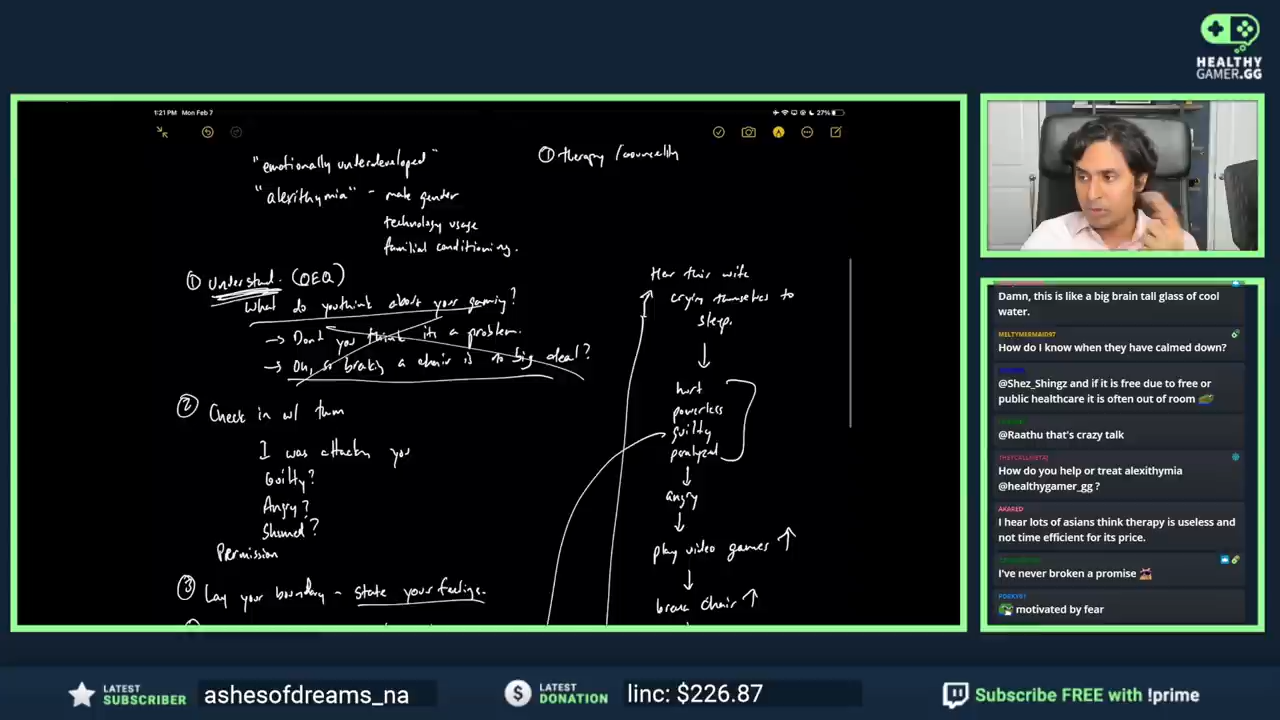 HEALTHY
GAMER.GG
1:21 PM Mon Feb 7
27%
"emotionally underdeveloped"
"alexithymia" - male gender
technology usage
familial conditioning.
① therapy / counseling
① Understand. (OEQ)
What do you think about your gaming?
→ Don't you think it's a problem.
→ Oh, so braking a chair is no big deal?
② Check in w/ them
I was attacking you
Guilty?
Angry?
Shamed?
Permission
③ Lay your boundary - state your feelings.
Hear this wife
crying themselves to
sleep.
↓
hurt
powerless
guilty
paralyzed
↓
angry
↓
play video games ↑
↓
brake chair ↑
Damn, this is like a big brain tall glass of cool
water.
MELTYMERMAID97
How do I know when they have calmed down?
@Shez_Shingz and if it is free due to free or
public healthcare it is often out of room
@Raathu that's crazy talk
How do you help or treat alexithymia
@healthygamer_gg ?
AKARED
I hear lots of asians think therapy is useless and
not time efficient for its price.
I've never broken a promise
motivated by fear
LATEST
SUBSCRIBER
ashesofdreams_na
LATEST
DONATION
linc: $226.87
Subscribe FREE with !prime